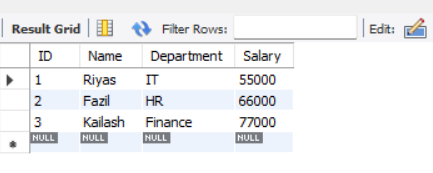 Result Grid Filter Rows: Edit:
ID Name Department Salary
1 Riyas IT 55000
2 Fazil HR 66000
3 Kailash Finance 77000
NULL NULL NULL NULL